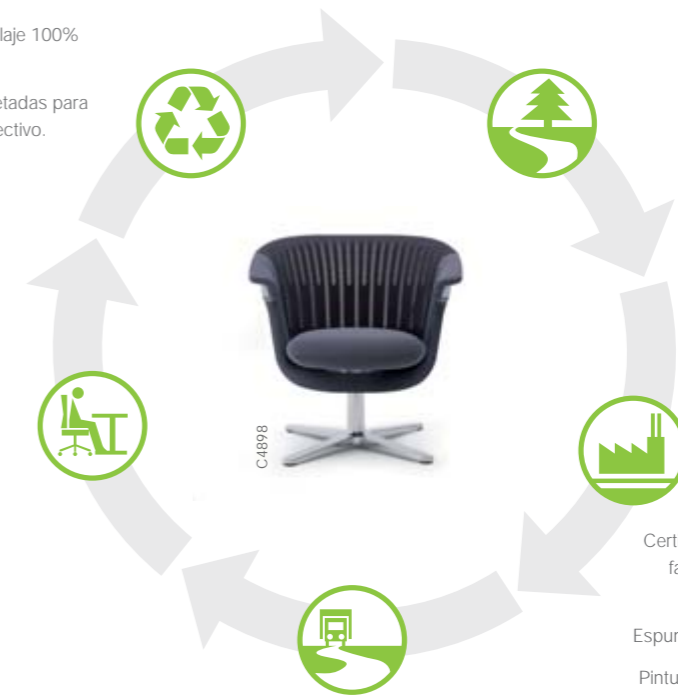 laje 100%
etadas para
ectivo.
C4898
Cert
fa
Espur
Pintu